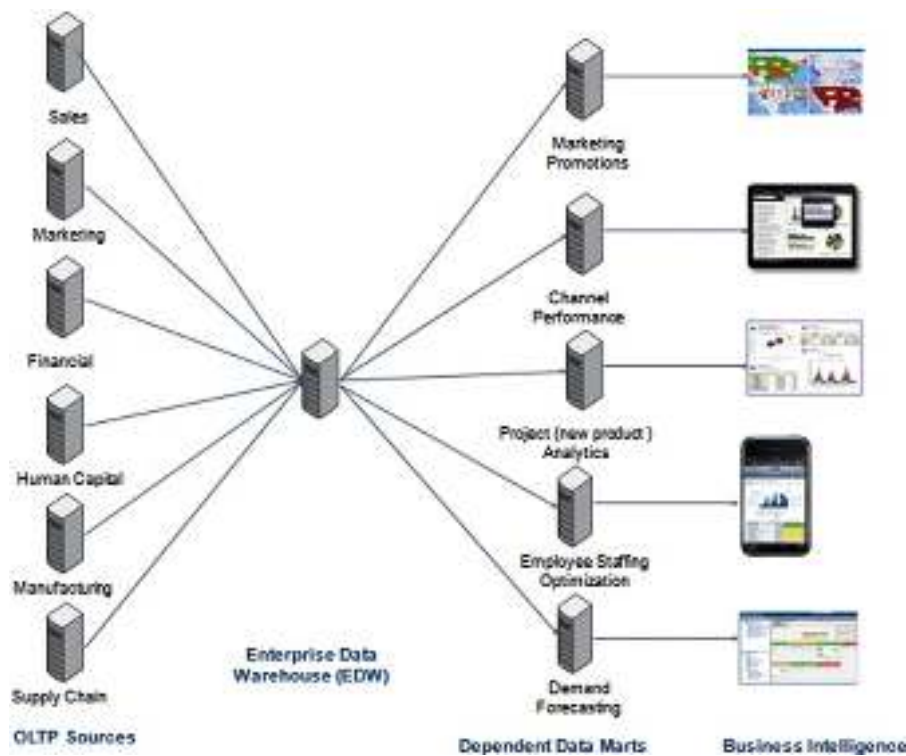 Sales
Marketing
Financial
Human Capital
Manufacturing
Supply Chain
OLTP Sources
Enterprise Data
Warehouse (EDW)
Marketing
Promotions
Channel
Performance
Project (new product )
Analytics
Employee Staffing
Optimization
Demand
Forecasting
Dependent Data Marts
Business Intelligence